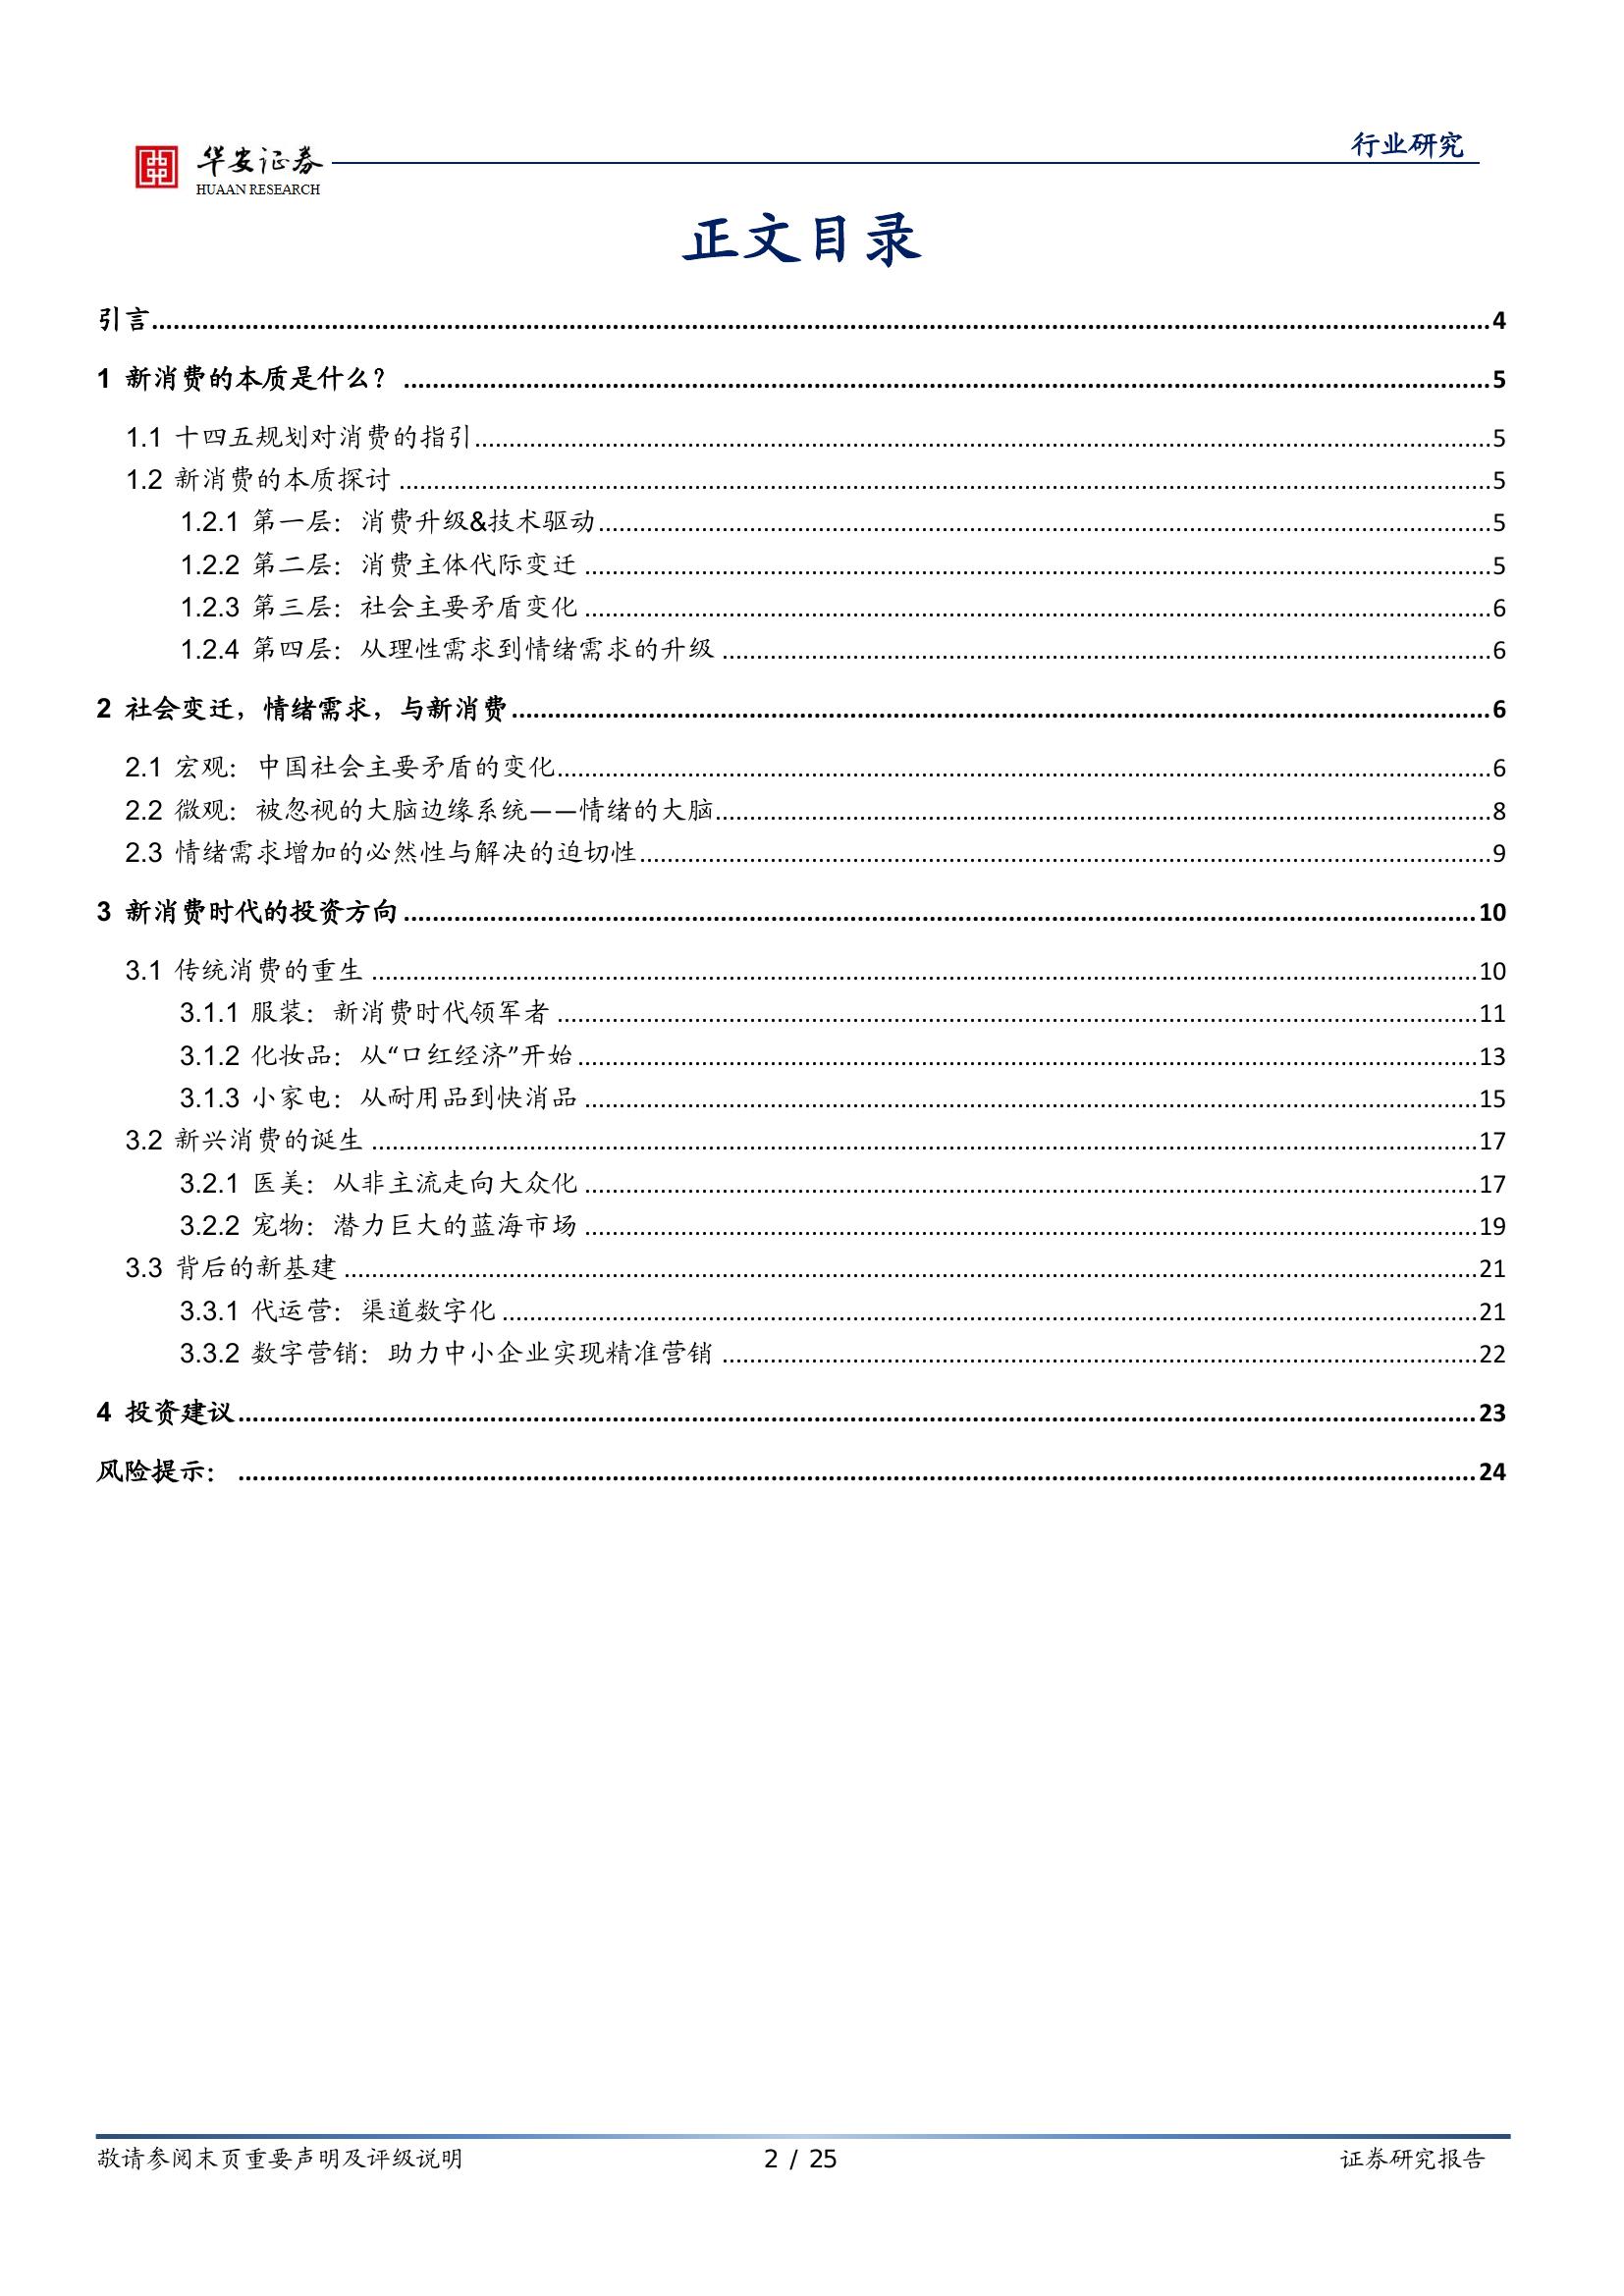 华安证券
HUAAN RESEARCH
行业研究
正文目录
引言....................4
1 新消费的本质是什么？....................5
1.1 十四五规划对消费的指引....................5
1.2 新消费的本质探讨....................5
1.2.1 第一层：消费升级&技术驱动....................5
1.2.2 第二层：消费主体代际变迁....................5
1.2.3 第三层：社会主要矛盾变化....................6
1.2.4 第四层：从理性需求到情绪需求的升级....................6
2 社会变迁，情绪需求，与新消费....................6
2.1 宏观：中国社会主要矛盾的变化....................6
2.2 微观：被忽视的大脑边缘系统——情绪的大脑....................8
2.3 情绪需求增加的必然性与解决的迫切性....................9
3 新消费时代的投资方向....................10
3.1 传统消费的重生....................10
3.1.1 服装：新消费时代领军者....................11
3.1.2 化妆品：从“口红经济”开始....................13
3.1.3 小家电：从耐用品到快消品....................15
3.2 新兴消费的诞生....................17
3.2.1 医美：从非主流走向大众化....................17
3.2.2 宠物：潜力巨大的蓝海市场....................19
3.3 背后的新基建....................21
3.3.1 代运营：渠道数字化....................21
3.3.2 数字营销：助力中小企业实现精准营销....................22
4 投资建议....................23
风险提示：....................24
敬请参阅末页重要声明及评级说明
2 / 25
证券研究报告